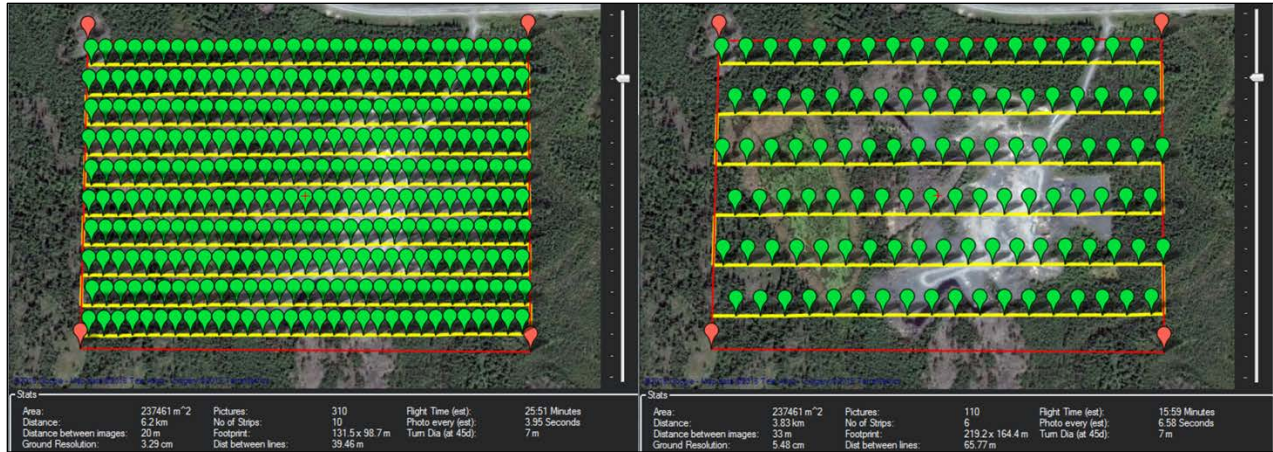 Stats
Area: 237461 m^2 Pictures: 310 Flight Time (est): 25:51 Minutes
Distance: 6.2 km No of Strips: 10 Photo every (est): 3.95 Seconds
Distance between images: 20 m Footprint: 131.5 x 98.7 m Turn Dia (at 45d): 7 m
Ground Resolution: 3.29 cm Dist between lines: 39.46 m
Stats
Area: 237461 m^2 Pictures: 110 Flight Time (est): 15:59 Minutes
Distance: 3.83 km No of Strips: 6 Photo every (est): 6.58 Seconds
Distance between images: 33 m Footprint: 219.2 x 164.4 m Turn Dia (at 45d): 7 m
Ground Resolution: 5.48 cm Dist between lines: 65.77 m